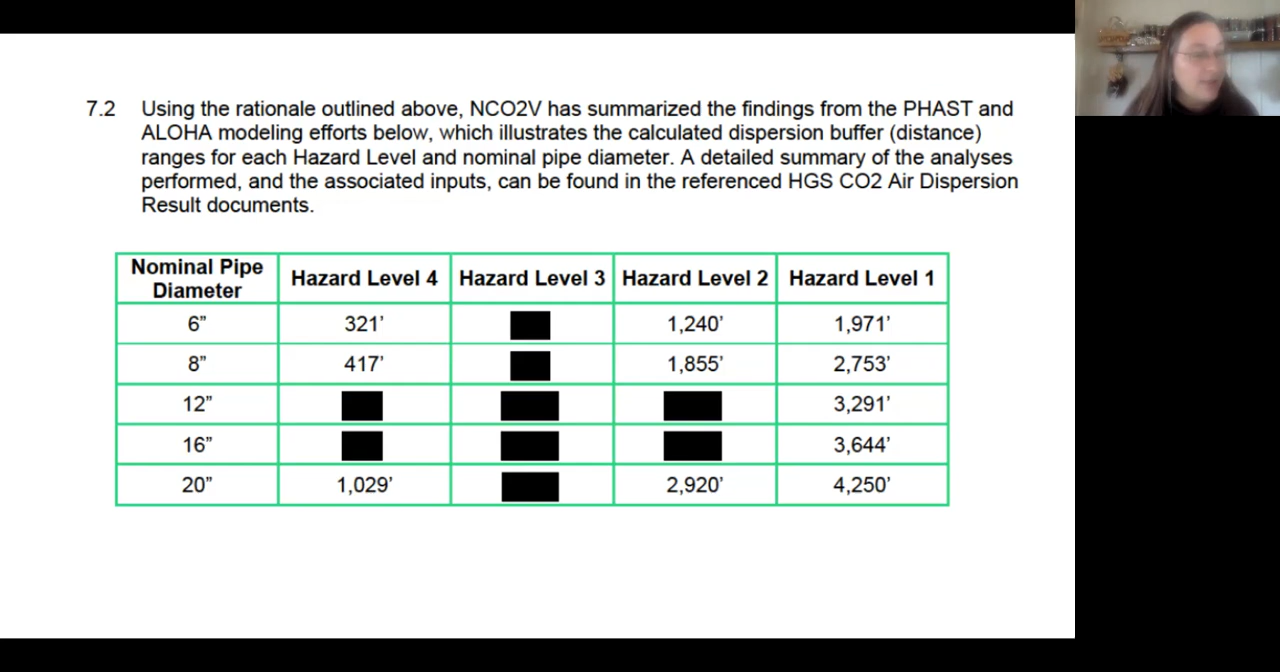 7.2 Using the rationale outlined above, NCO2V has summarized the findings from the PHAST and
ALOHA modeling efforts below, which illustrates the calculated dispersion buffer (distance)
ranges for each Hazard Level and nominal pipe diameter. A detailed summary of the analyses
performed, and the associated inputs, can be found in the referenced HGS CO2 Air Dispersion
Result documents.
Nominal Pipe Diameter Hazard Level 4 Hazard Level 3 Hazard Level 2 Hazard Level 1
6” 321’ 1,240’ 1,971’
8” 417’ 1,855’ 2,753’
12” 3,291’
16” 3,644’
20” 1,029’ 2,920’ 4,250’